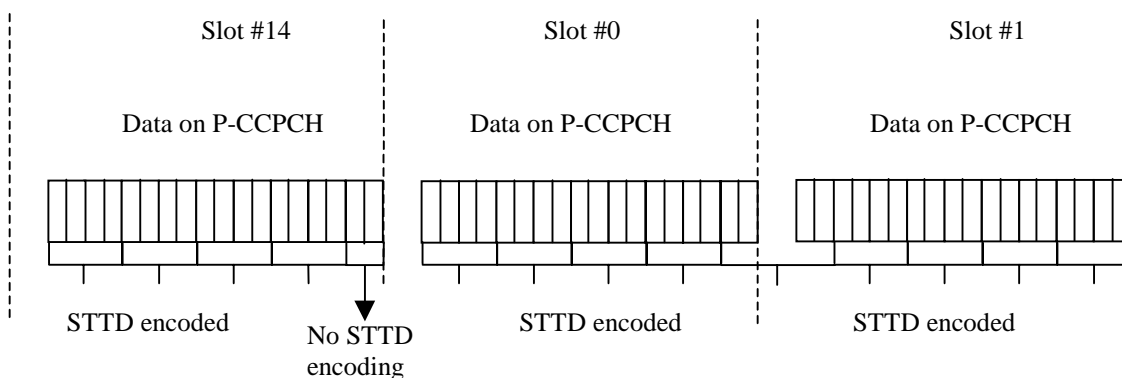 Slot #14
Slot #0
Slot #1
Data on P-CCPCH
Data on P-CCPCH
Data on P-CCPCH
STTD encoded
No STTD
encoding
STTD encoded
STTD encoded